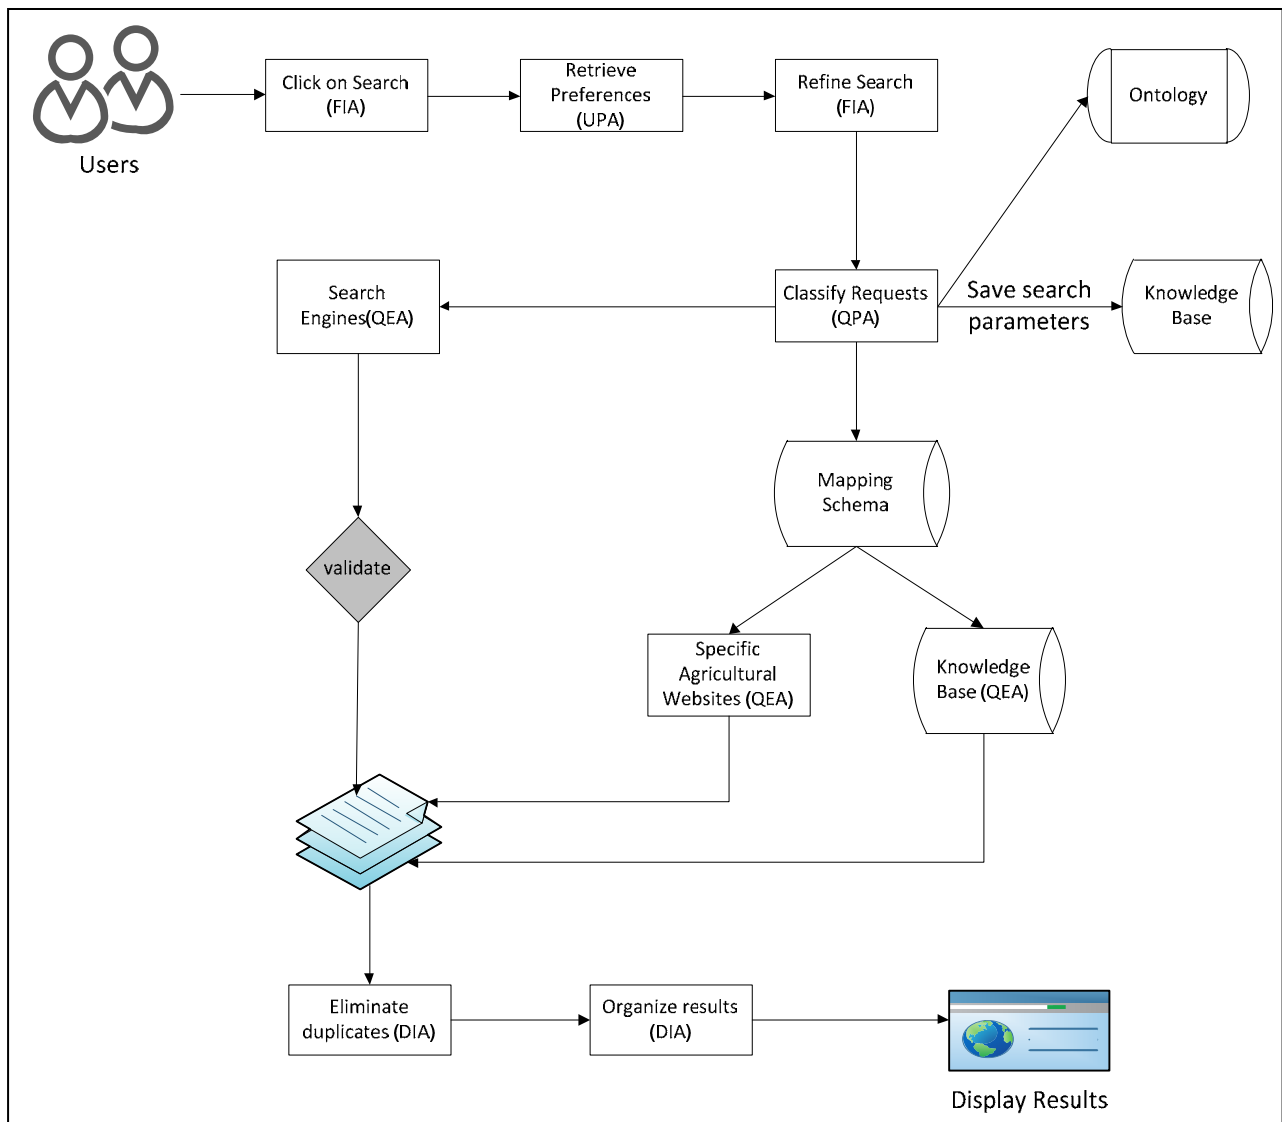 Users
Click on Search
(FIA)
Retrieve
Preferences
(UPA)
Refine Search
(FIA)
Ontology
Search
Engines(QEA)
Classify Requests
(QPA)
Save search
parameters
Knowledge
Base
Mapping
Schema
validate
Specific
Agricultural
Websites (QEA)
Knowledge
Base (QEA)
Eliminate
duplicates (DIA)
Organize results
(DIA)
Display Results